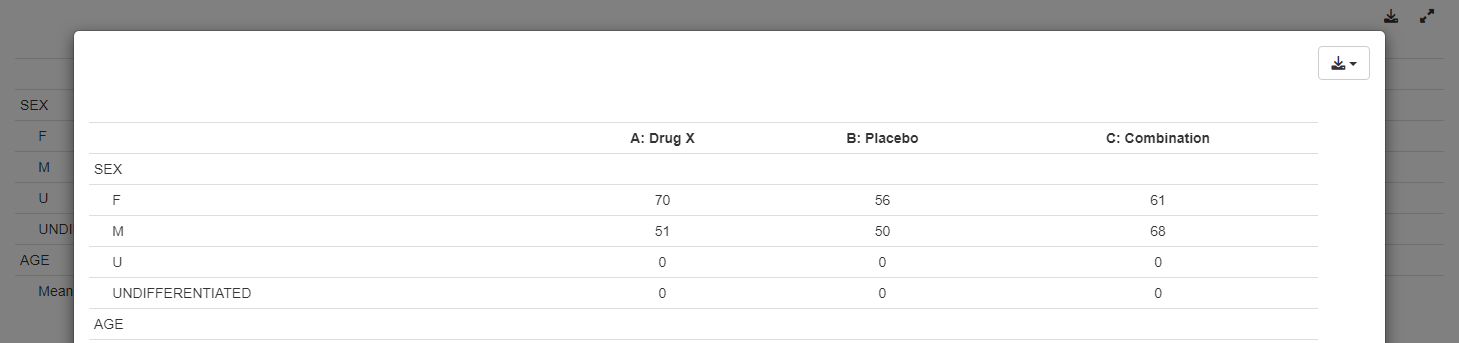 A: Drug X B: Placebo C: Combination
SEX
F 70 56 61
M 51 50 68
U 0 0 0
UNDIFFERENTIATED 0 0 0
AGE
SEX
F
M
U
UNDI
AGE
Mean